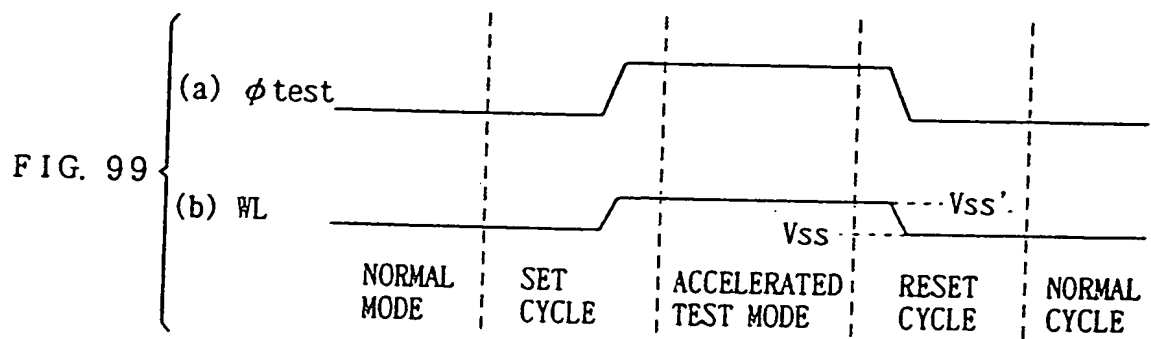 FIG. 99
(a) φtest
(b) WL
Vss'
Vss
NORMAL MODE
SET CYCLE
ACCELERATED TEST MODE
RESET CYCLE
NORMAL CYCLE